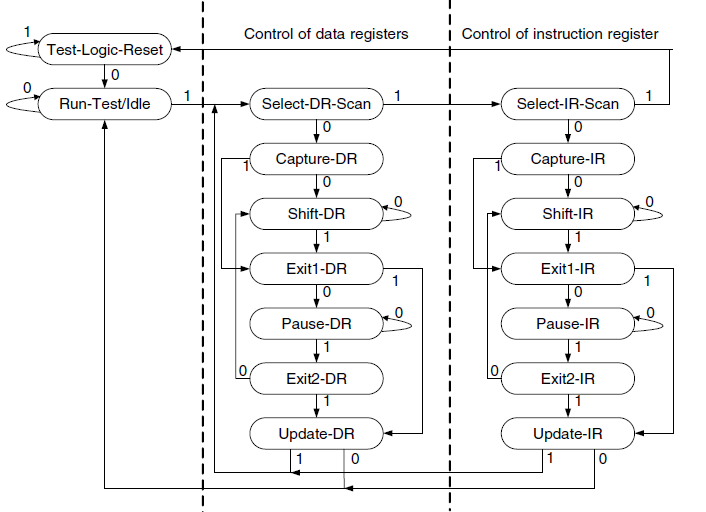 Control of data registers
Control of instruction register
1
Test-Logic-Reset
0
0
Run-Test/Idle
1
Select-DR-Scan
1
Select-IR-Scan
1
0
0
Capture-DR
Capture-IR
1
0
1
0
Shift-DR
0
Shift-IR
0
1
1
Exit1-DR
Exit1-IR
1
1
0
0
Pause-DR
0
Pause-IR
0
1
1
0
Exit2-DR
0
Exit2-IR
1
1
Update-DR
Update-IR
1
0
1
0